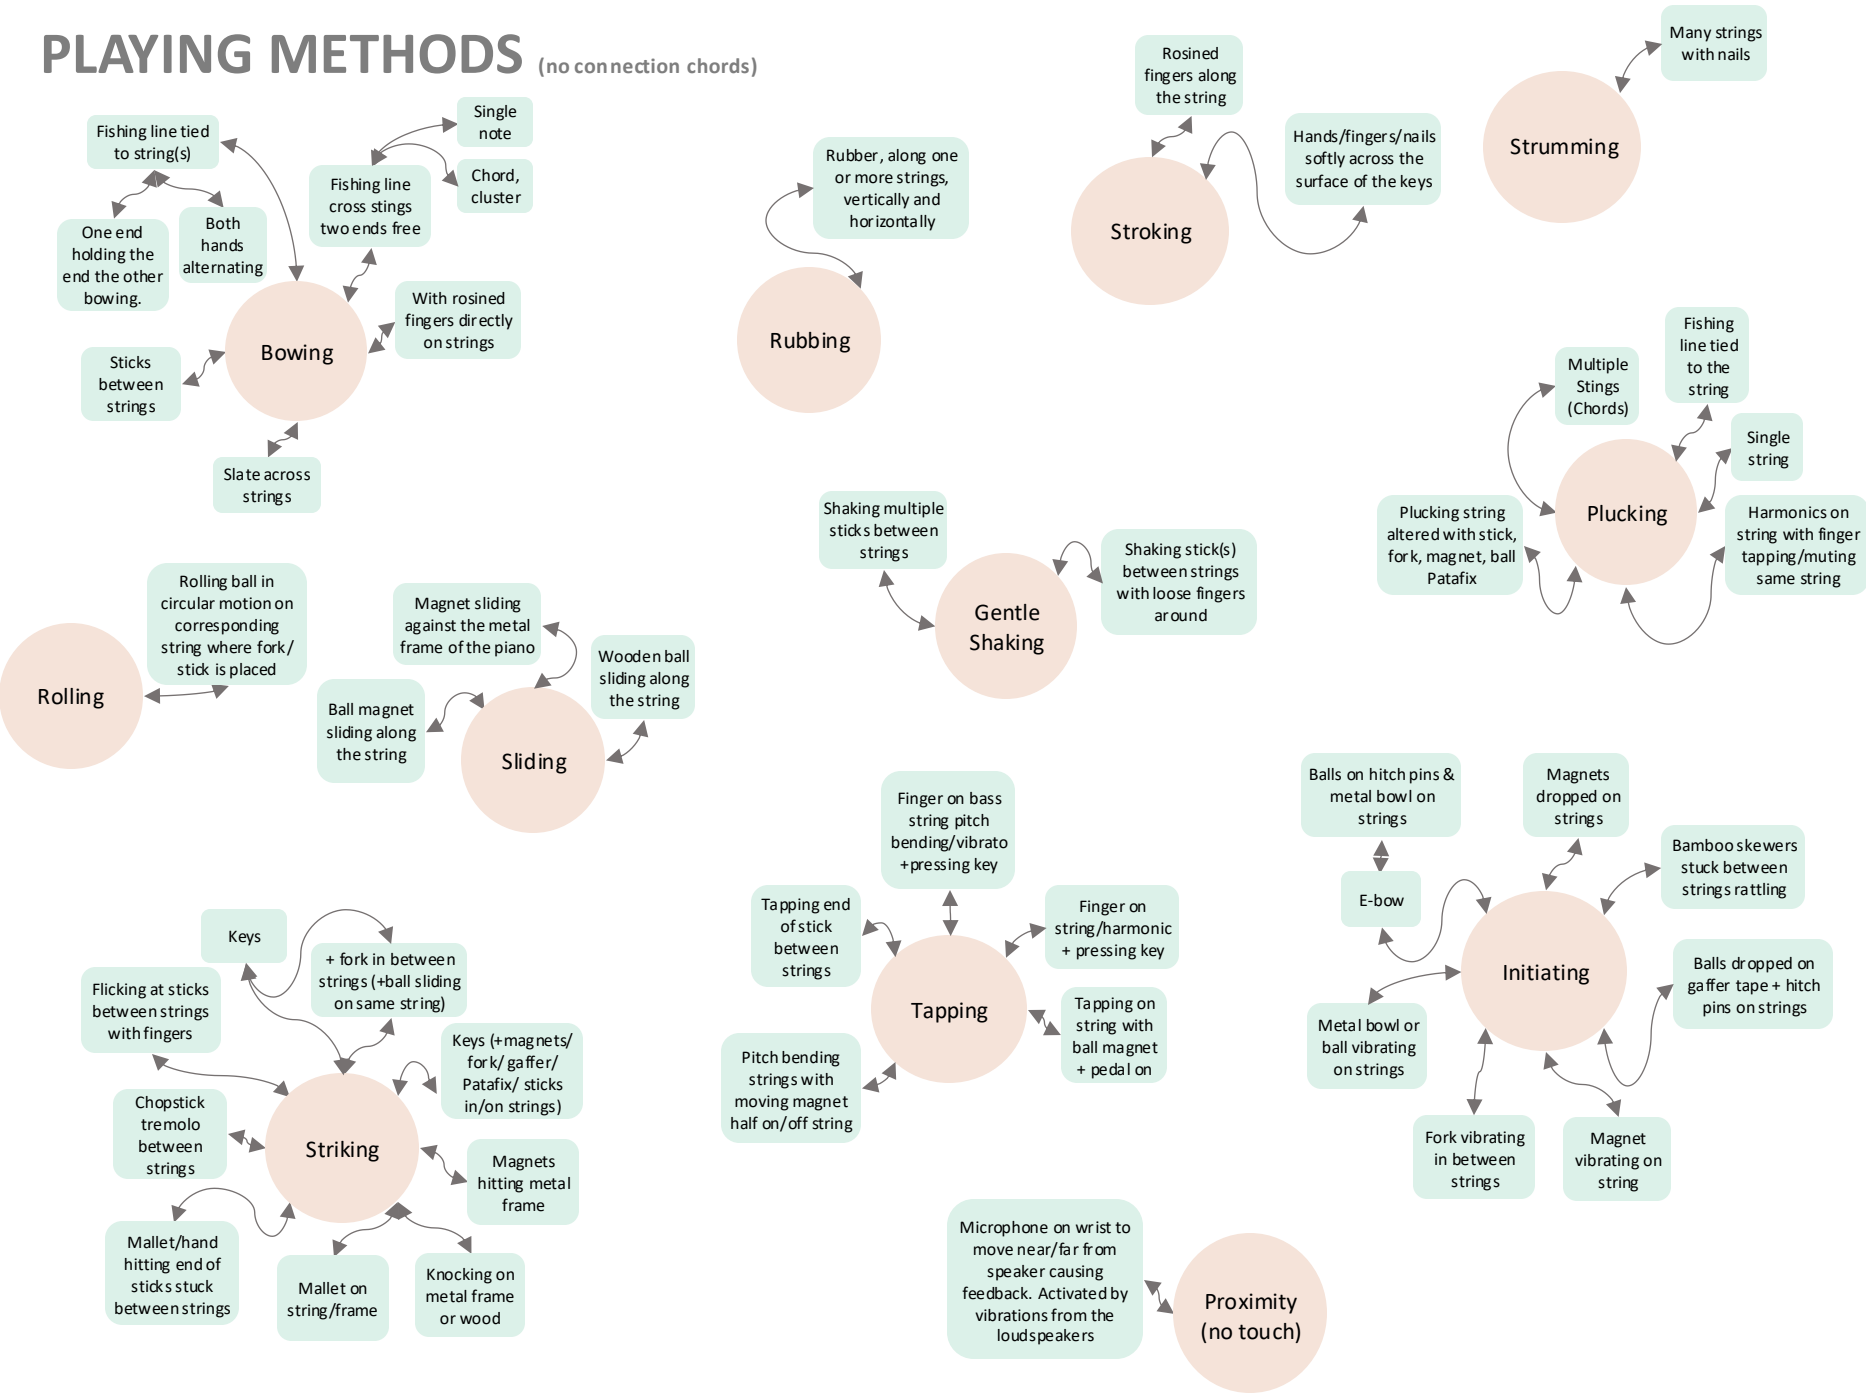 PLAYING METHODS (no connection chords)
Fishing line tied
to string(s)
One end
holding the
end the other
bowing.
Both
hands
alternating
Fishing line
cross stings
two ends free
Single
note
Chord,
cluster
With rosined
fingers directly
on strings
Bowing
Sticks
between
strings
Slate across
strings
Rubber, along one
or more strings,
vertically and
horizontally
Rubbing
Rosined
fingers along
the string
Hands/fingers/nails
softly across the
surface of the keys
Stroking
Many strings
with nails
Strumming
Multiple
Stings
(Chords)
Fishing
line tied
to the
string
Single
string
Plucking
Plucking string
altered with stick,
fork, magnet, ball
Patafix
Harmonics on
string with finger
tapping/muting
same string
Rolling ball in
circular motion on
corresponding
string where fork/
stick is placed
Rolling
Magnet sliding
against the metal
frame of the piano
Wooden ball
sliding along
the string
Ball magnet
sliding along
the string
Sliding
Shaking multiple
sticks between
strings
Shaking stick(s)
between strings
with loose fingers
around
Gentle
Shaking
Keys
+ fork in between
strings (+ball sliding
on same string)
Flicking at sticks
between strings
with fingers
Keys (+magnets/
fork/ gaffer/
Patafix/ sticks
in/on strings)
Chopstick
tremolo
between
strings
Striking
Magnets
hitting metal
frame
Mallet/hand
hitting end of
sticks stuck
between strings
Mallet on
string/frame
Knocking on
metal frame
or wood
Finger on bass
string pitch
bending/vibrato
+pressing key
Tapping end
of stick
between
strings
Finger on
string/harmonic
+ pressing key
Tapping
Tapping on
string with
ball magnet
+ pedal on
Pitch bending
strings with
moving magnet
half on/off string
Balls on hitch pins &
metal bowl on
strings
E-bow
Magnets
dropped on
strings
Bamboo skewers
stuck between
strings rattling
Initiating
Balls dropped on
gaffer tape + hitch
pins on strings
Metal bowl or
ball vibrating
on strings
Fork vibrating
in between
strings
Magnet
vibrating on
string
Microphone on wrist to
move near/far from
speaker causing
feedback. Activated by
vibrations from the
loudspeakers
Proximity
(no touch)